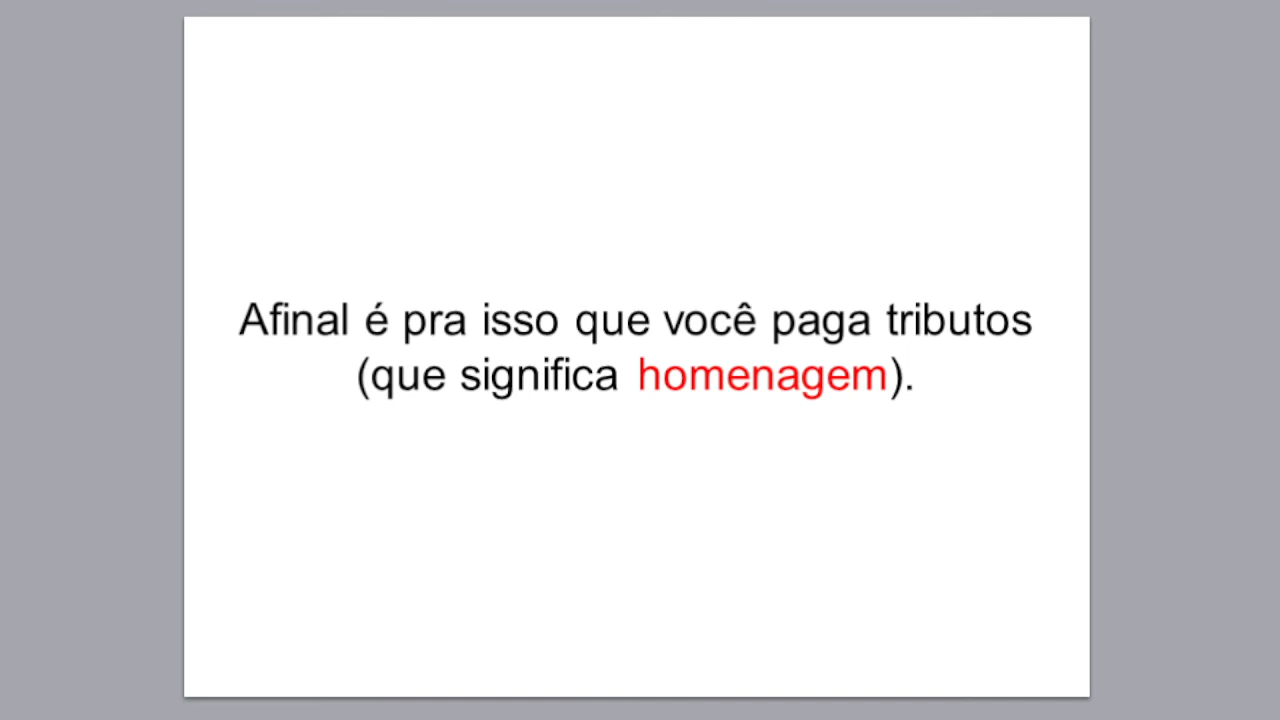 Afinal é pra isso que você paga tributos
(que significa homenagem).